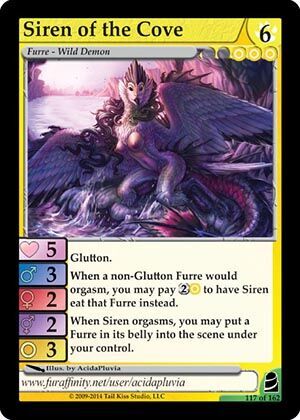 Siren of the Cove
6
Furre - Wild Demon
5
3
2
2
3
Glutton.
When a non-Glutton Furre would
orgasm, you may pay 2 to have Siren
eat that Furre instead.
When Siren orgasms, you may put a
Furre in its belly into the scene under
your control.
Illus. by AcidaPluvia
www.furaffinity.net/user/acidapluvia
117 of 162
© 2009-2014 Tail Kiss Studio, LLC